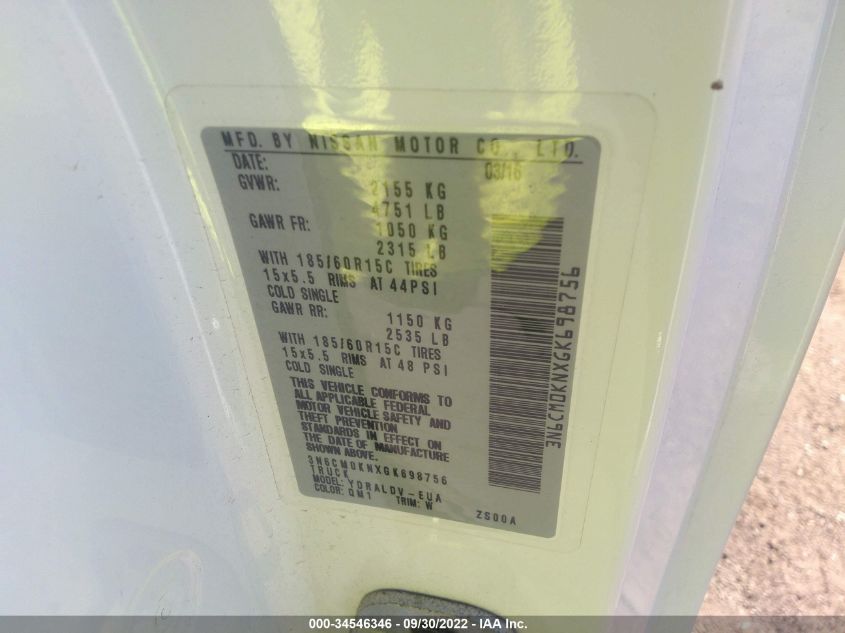 MFD. BY NISSAN MOTOR CO., LTD.
DATE: 03/16
GVWR: 2155 KG
4751 LB
GAWR FR: 1050 KG
2315 LB
WITH 185/60R15C TIRES
15x5.5 RIMS AT 44PSI
COLD SINGLE
GAWR RR: 1150 KG
2535 LB
WITH 185/60R15C TIRES
15x5.5 RIMS AT 48 PSI
COLD SINGLE
THIS VEHICLE CONFORMS TO
ALL APPLICABLE FEDERAL
MOTOR VEHICLE SAFETY AND
THEFT PREVENTION
STANDARDS IN EFFECT ON
THE DATE OF MANUFACTURE
SHOWN ABOVE.
3N6CM0KNXGK698756
TRUCK
MODEL: YDRALDV-EUA
COLOR: QM1 TRIM: W
ZS00A
3N6CM0KNXGK698756
000-34546346 - 09/30/2022 - IAA Inc.